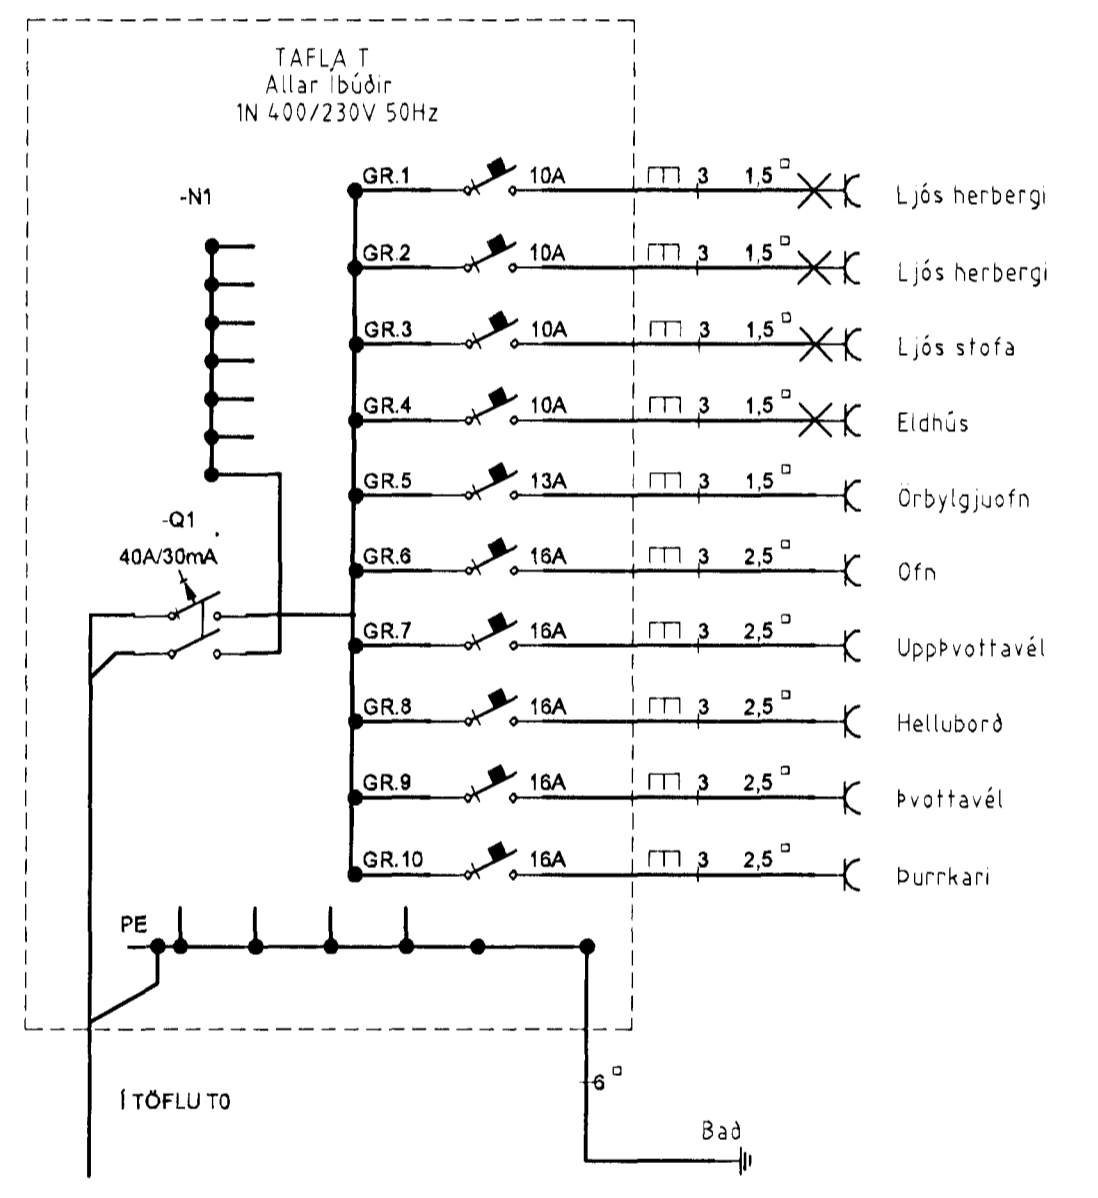 TAFLA T
Allar Íbúðir
1N 400/230V 50Hz
-N1
-Q1
40A/30mA
GR.1 10A 3 1,5 □ Ljós herbergi
GR.2 10A 3 1,5 □ Ljós herbergi
GR.3 10A 3 1,5 □ Ljós stofa
GR.4 10A 3 1,5 □ Eldhús
GR.5 13A 3 1,5 □ Örbylgjuofn
GR.6 16A 3 2,5 □ Ofn
GR.7 16A 3 2,5 □ Uppþvottavél
GR.8 16A 3 2,5 □ Helluborð
GR.9 16A 3 2,5 □ Þvottavél
GR.10 16A 3 2,5 □ Þurrkari
PE
6 □
Í TÖFLU T0
Bað